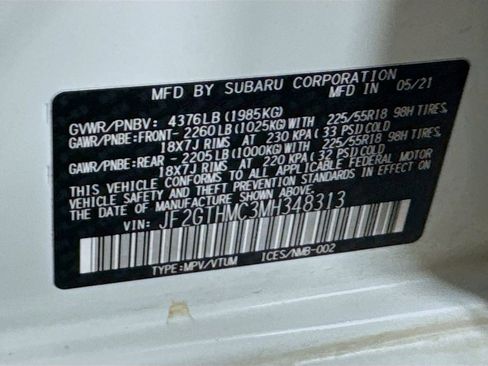 MFD BY SUBARU CORPORATION
MFD IN 05/21
GVWR/PNBV: 4376LB (1985KG)
GAWR/PNBE:FRONT- 2260LB (1025KG)WITH 225/55R18 98H TIRES,
18X7J RIMS AT 230 KPA( 33 PSI)COLD
GAWR/PNBE:REAR - 2205LB (1000KG)WITH 225/55R18 98H TIRES,
18X7J RIMS AT 220 KPA( 32 PSI)COLD
THIS VEHICLE CONFORMS TO ALL APPLICABLE FEDERAL MOTOR
VEHICLE SAFETY STANDARDS IN EFFECT ON
THE DATE OF MANUFACTURE SHOWN ABOVE.
VIN: JF2GTHMC3MH348313
TYPE:MPV/VTUM ICES/NMB-002